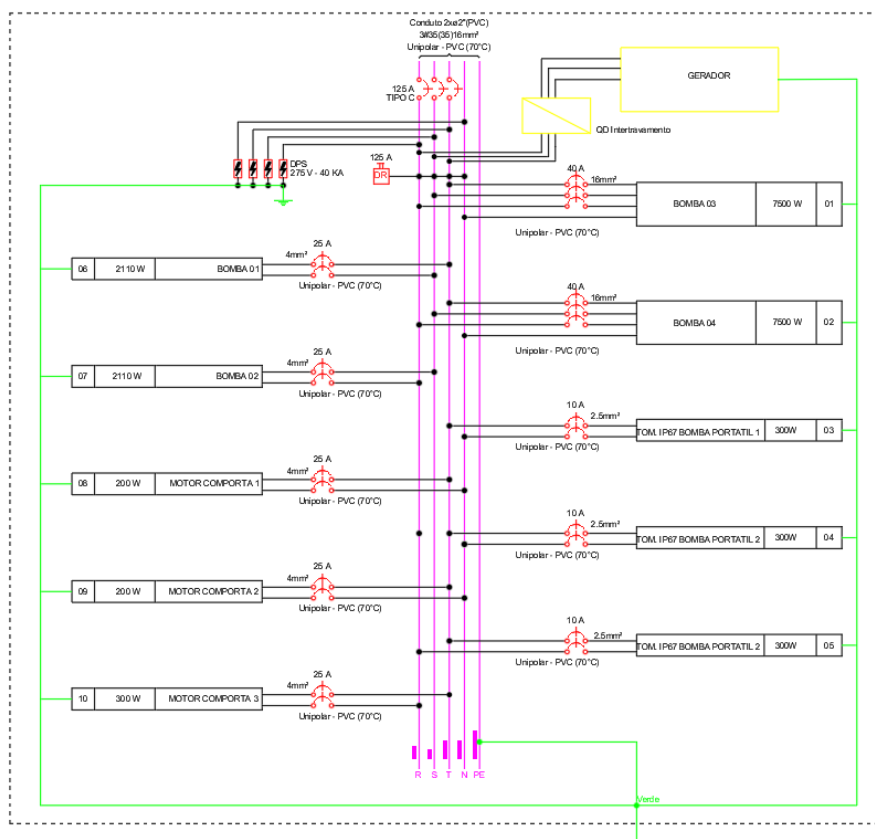 Conduto 2xø2"(PVC)
3#35(35)16mm²
Unipolar - PVC (70°C)
125 A
TIPO C
GERADOR
QD Intertravamento
DPS
275 V - 40 KA
125 A
DR
40 A
16mm²
BOMBA 03
7500 W
01
Unipolar - PVC (70°C)
25 A
4mm²
06
2110 W
BOMBA 01
Unipolar - PVC (70°C)
40 A
16mm²
BOMBA 04
7500 W
02
Unipolar - PVC (70°C)
25 A
4mm²
07
2110 W
BOMBA 02
Unipolar - PVC (70°C)
10 A
2.5mm²
TOM. IP67 BOMBA PORTATIL 1
300W
03
Unipolar - PVC (70°C)
25 A
4mm²
08
200 W
MOTOR COMPORTA 1
Unipolar - PVC (70°C)
10 A
2.5mm²
TOM. IP67 BOMBA PORTATIL 2
300W
04
Unipolar - PVC (70°C)
25 A
4mm²
09
200 W
MOTOR COMPORTA 2
Unipolar - PVC (70°C)
10 A
2.5mm²
TOM. IP67 BOMBA PORTATIL 2
300W
05
Unipolar - PVC (70°C)
25 A
4mm²
10
300 W
MOTOR COMPORTA 3
Unipolar - PVC (70°C)
R S T N PE
Verde